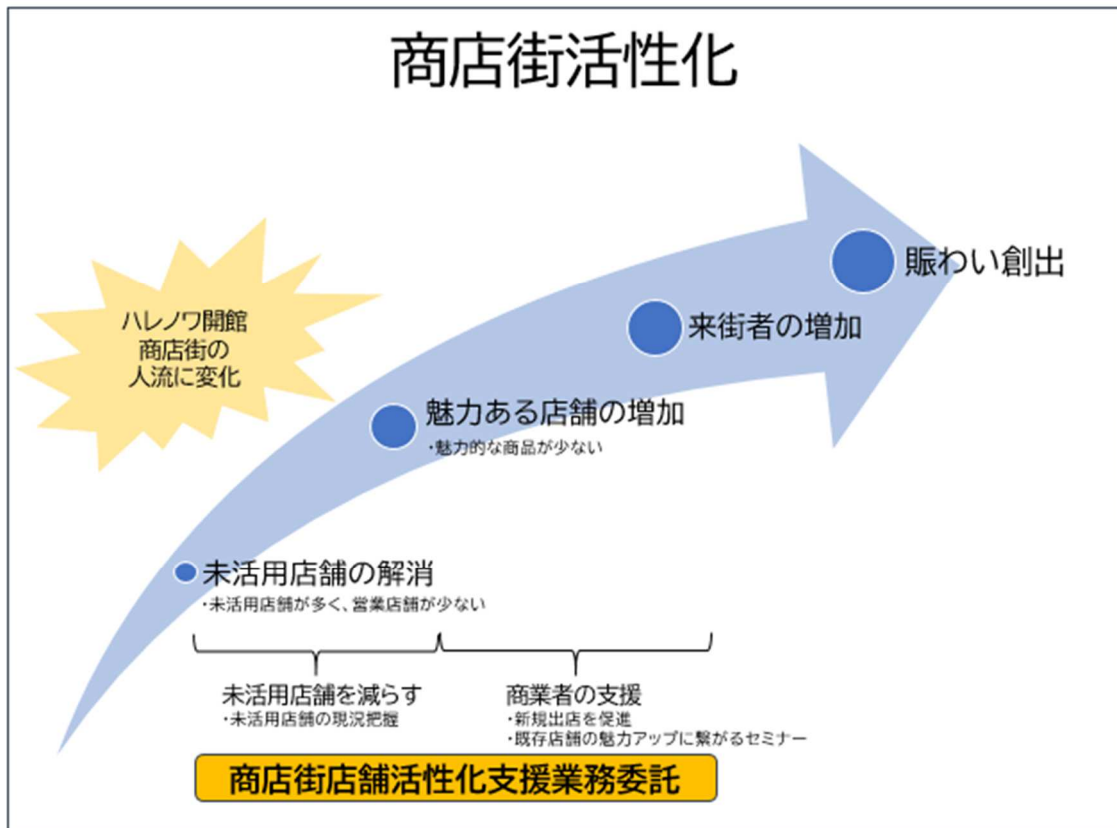 商店街活性化
ハレノワ開館
商店街の
人流に変化
賑わい創出
来街者の増加
魅力ある店舗の増加
・魅力的な商品が少ない
未活用店舗の解消
・未活用店舗が多く、営業店舗が少ない
未活用店舗を減らす
・未活用店舗の現況把握
商業者の支援
・新規出店を促進
・既存店舗の魅力アップに繋がるセミナー
商店街店舗活性化支援業務委託